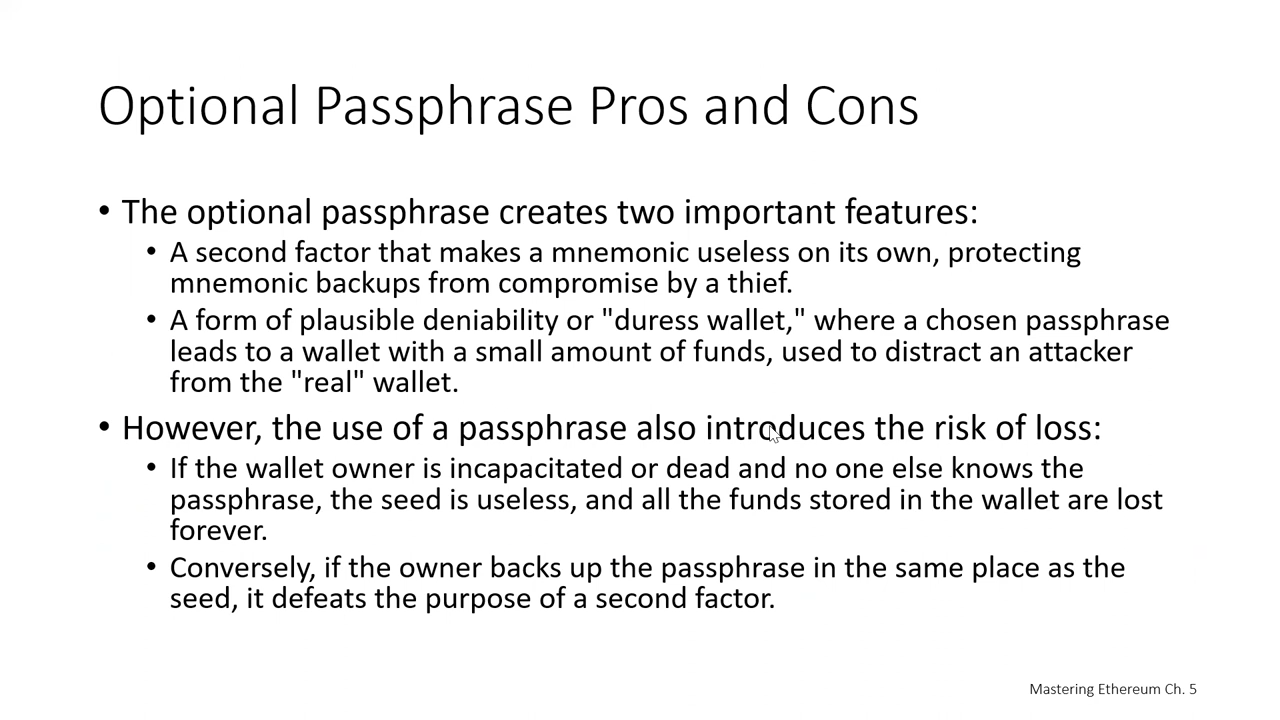 Optional Passphrase Pros and Cons
• The optional passphrase creates two important features:
• A second factor that makes a mnemonic useless on its own, protecting
mnemonic backups from compromise by a thief.
• A form of plausible deniability or "duress wallet," where a chosen passphrase
leads to a wallet with a small amount of funds, used to distract an attacker
from the "real" wallet.
• However, the use of a passphrase also introduces the risk of loss:
• If the wallet owner is incapacitated or dead and no one else knows the
passphrase, the seed is useless, and all the funds stored in the wallet are lost
forever.
• Conversely, if the owner backs up the passphrase in the same place as the
seed, it defeats the purpose of a second factor.
Mastering Ethereum Ch. 5